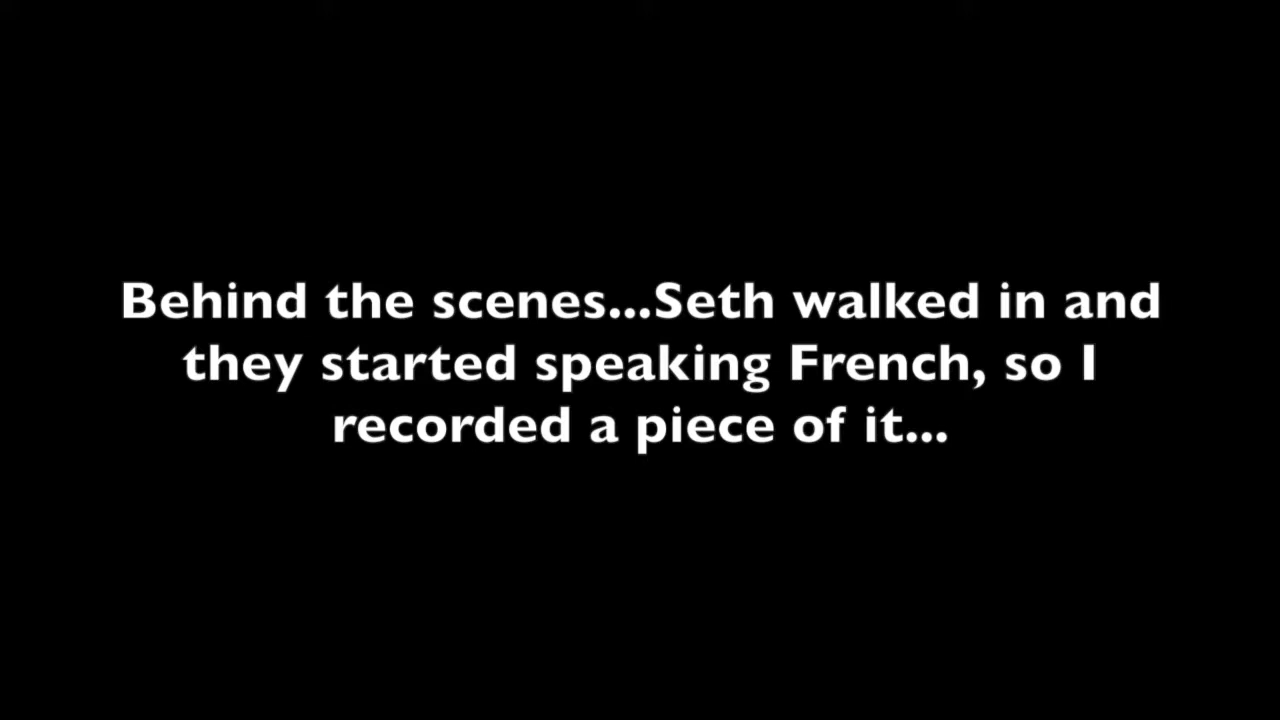 Behind the scenes...Seth walked in and
they started speaking French, so I
recorded a piece of it...